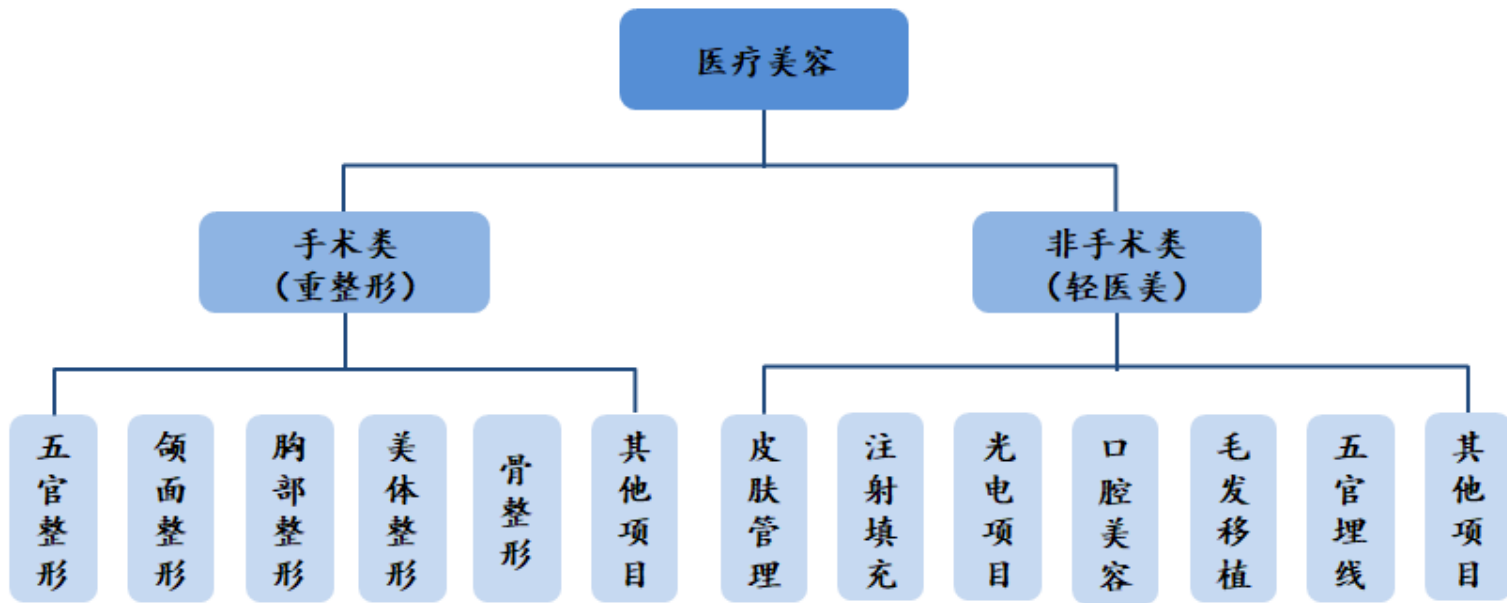 医疗美容
手术类
(重整形)
非手术类
(轻医美)
五官整形
颌面整形
胸部整形
美体整形
骨整形
其他项目
皮肤管理
注射填充
光电项目
口腔美容
毛发移植
五官埋线
其他项目